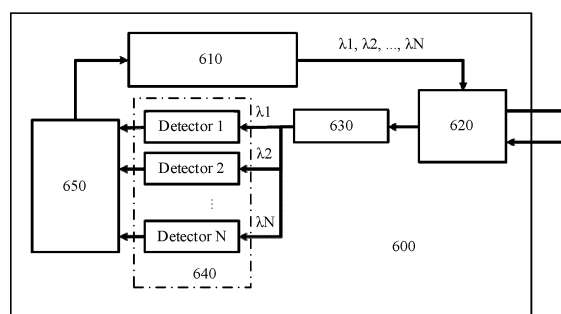 610
λ1, λ2, ..., λN
Detector 1
λ1
630
620
650
Detector 2
λ2
⋮
Detector N
λN
640
600